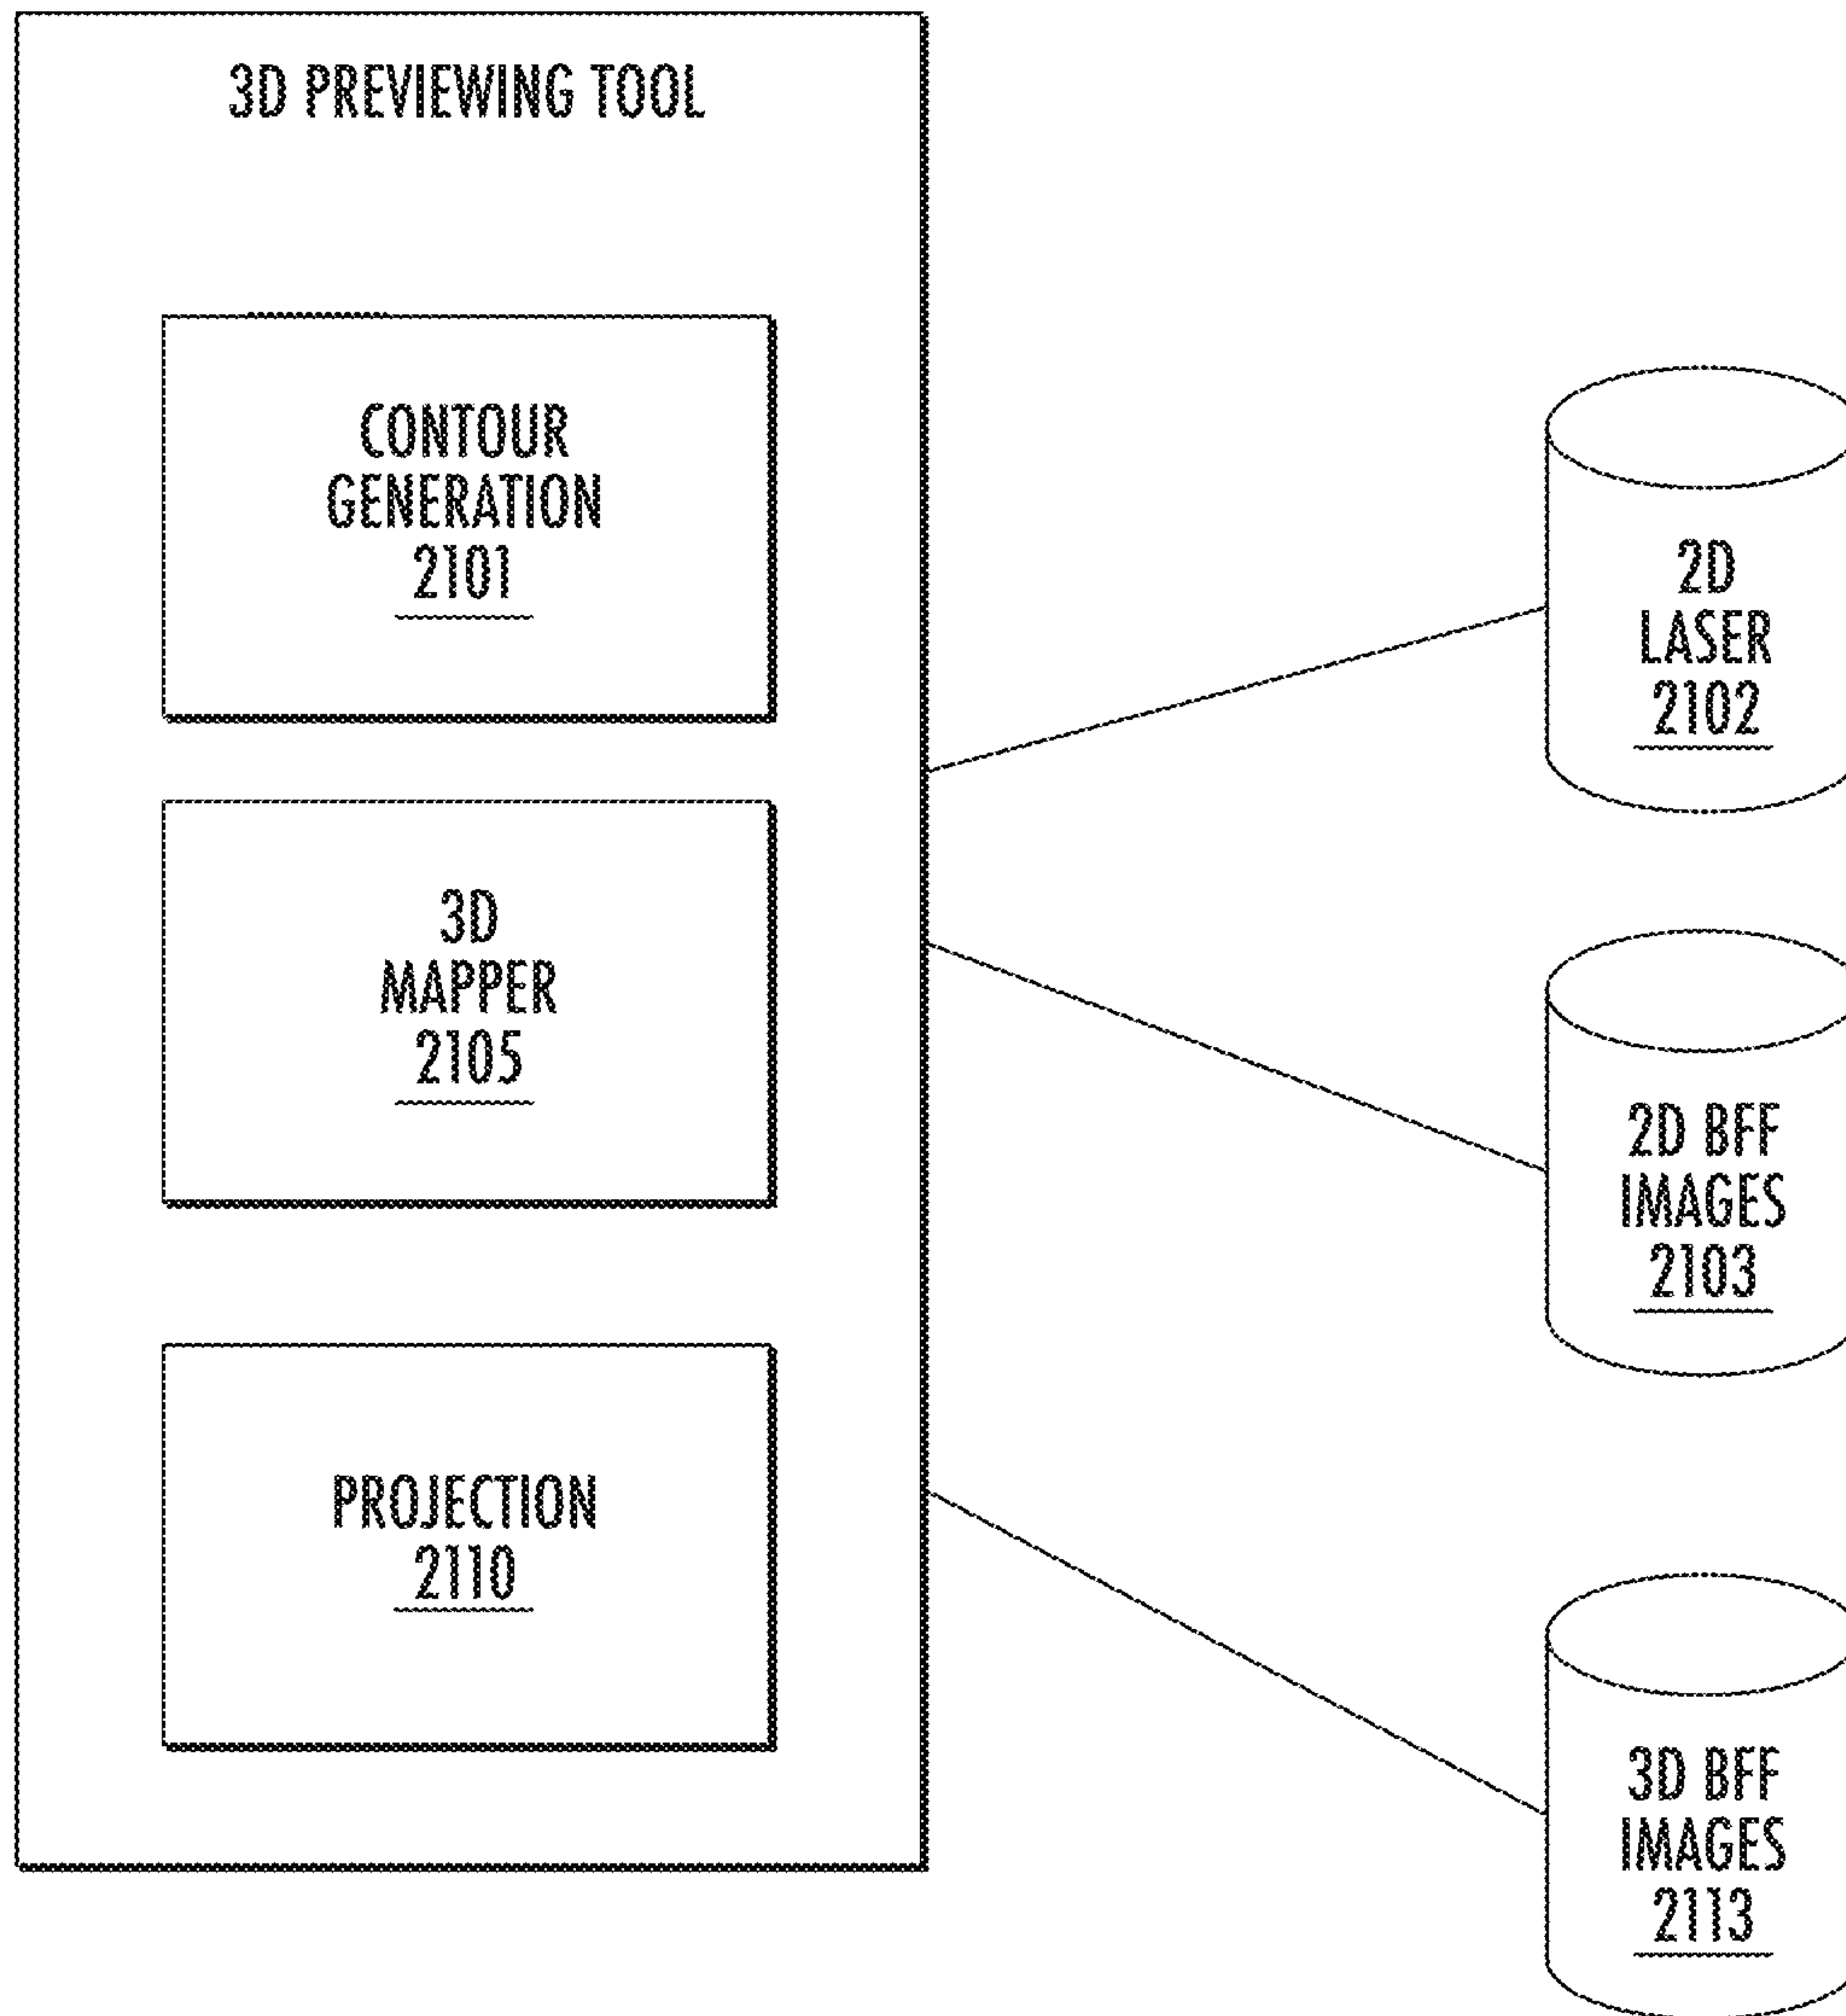 3D PREVIEWING TOOL
CONTOUR
GENERATION
2101
3D
MAPPER
2105
PROJECTION
2110
2D
LASER
2102
2D BFF
IMAGES
2103
3D BFF
IMAGES
2113